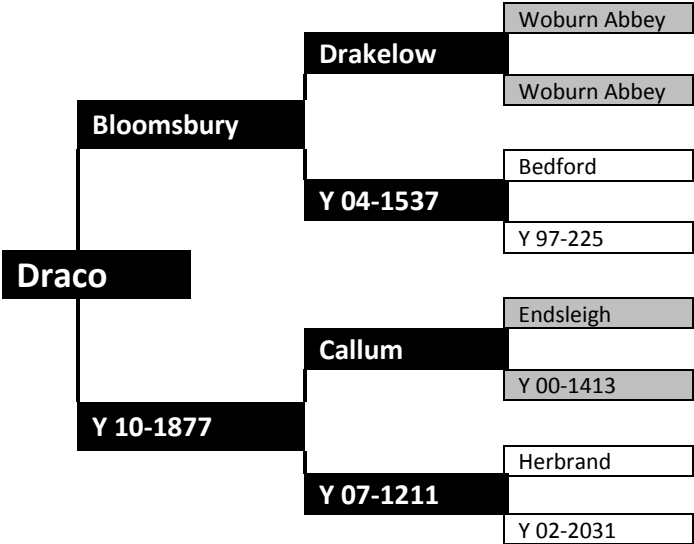 Woburn Abbey
Drakelow
Woburn Abbey
Bloomsbury
Bedford
Y 04-1537
Y 97-225
Draco
Endsleigh
Callum
Y 00-1413
Y 10-1877
Herbrand
Y 07-1211
Y 02-2031